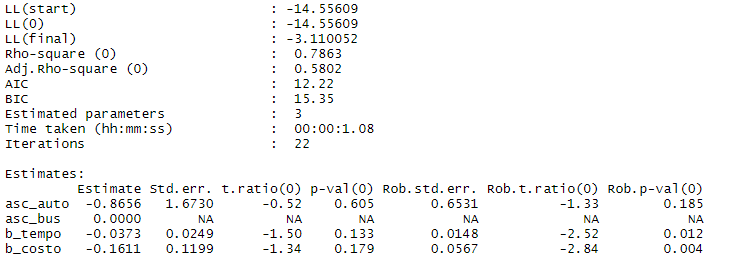 LL(start) : -14.55609
LL(0) : -14.55609
LL(final) : -3.110052
Rho-square (0) : 0.7863
Adj.Rho-square (0) : 0.5802
AIC : 12.22
BIC : 15.35
Estimated parameters : 3
Time taken (hh:mm:ss) : 00:00:1.08
Iterations : 22
Estimates:
Estimate Std.err. t.ratio(0) p-val(0) Rob.std.err. Rob.t.ratio(0) Rob.p-val(0)
asc_auto -0.8656 1.6730 -0.52 0.605 0.6531 -1.33 0.185
asc_bus 0.0000 NA NA NA NA NA NA
b_tempo -0.0373 0.0249 -1.50 0.133 0.0148 -2.52 0.012
b_costo -0.1611 0.1199 -1.34 0.179 0.0567 -2.84 0.004